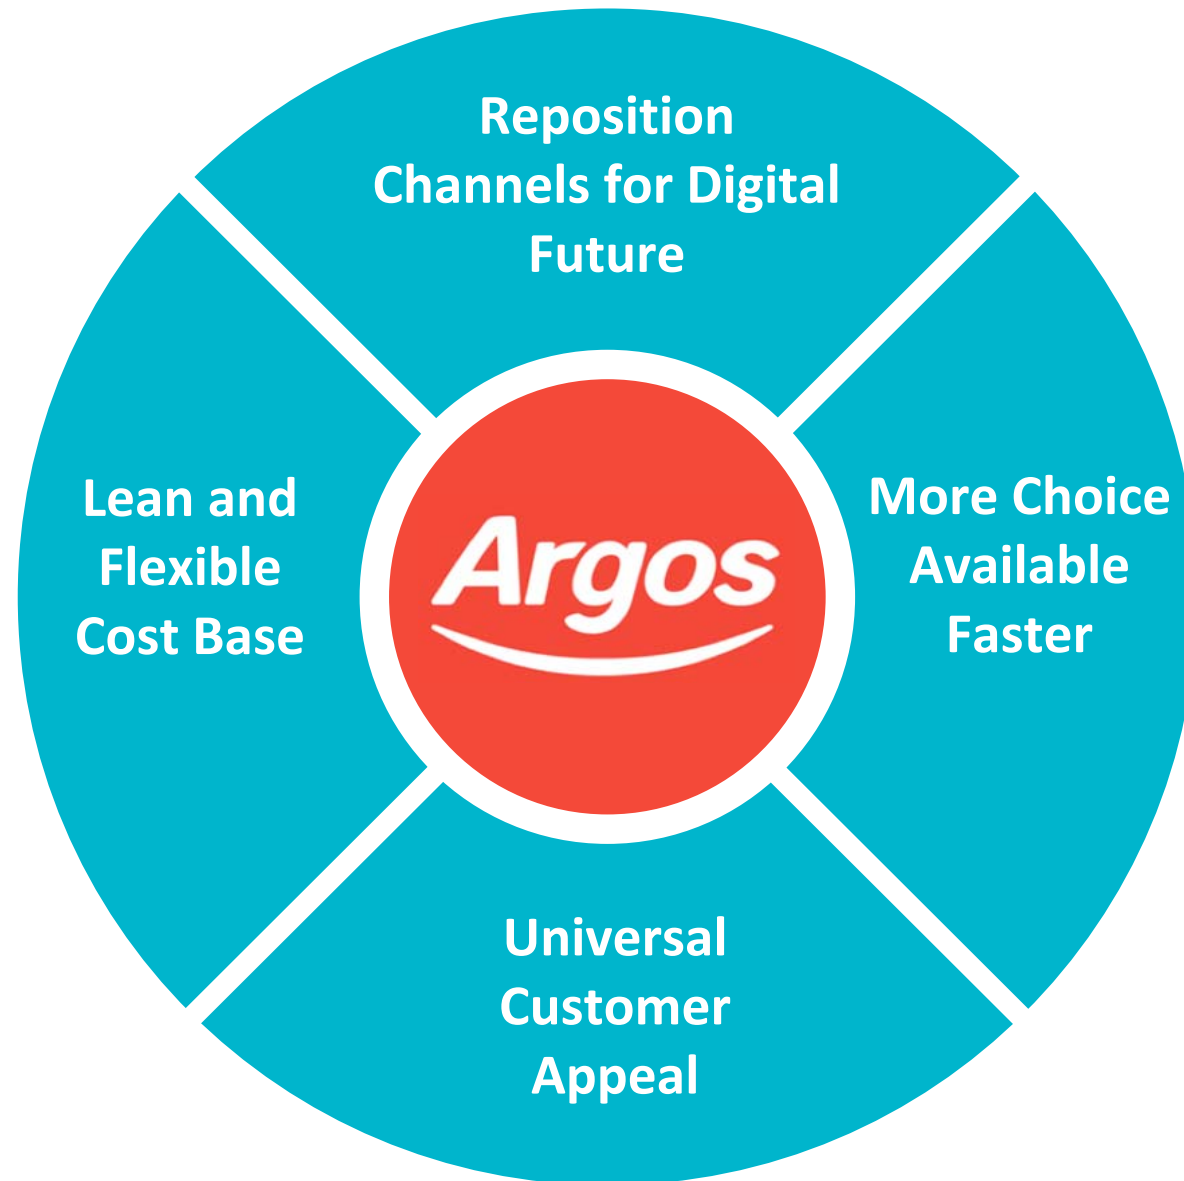 Reposition
Channels for Digital
Future
Lean and
Flexible
Cost Base
Argos
More Choice
Available
Faster
Universal
Customer
Appeal